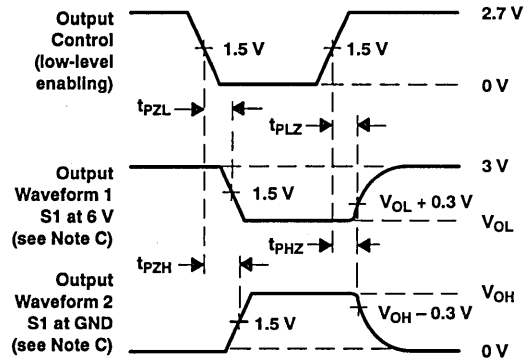 Output
Control
(low-level
enabling)
1.5 V
1.5 V
2.7 V
0 V
tPZL
tPLZ
Output
Waveform 1
S1 at 6 V
(see Note C)
1.5 V
3 V
VOL + 0.3 V
VOL
tPZH
tPHZ
Output
Waveform 2
S1 at GND
(see Note C)
1.5 V
VOH
VOH – 0.3 V
0 V